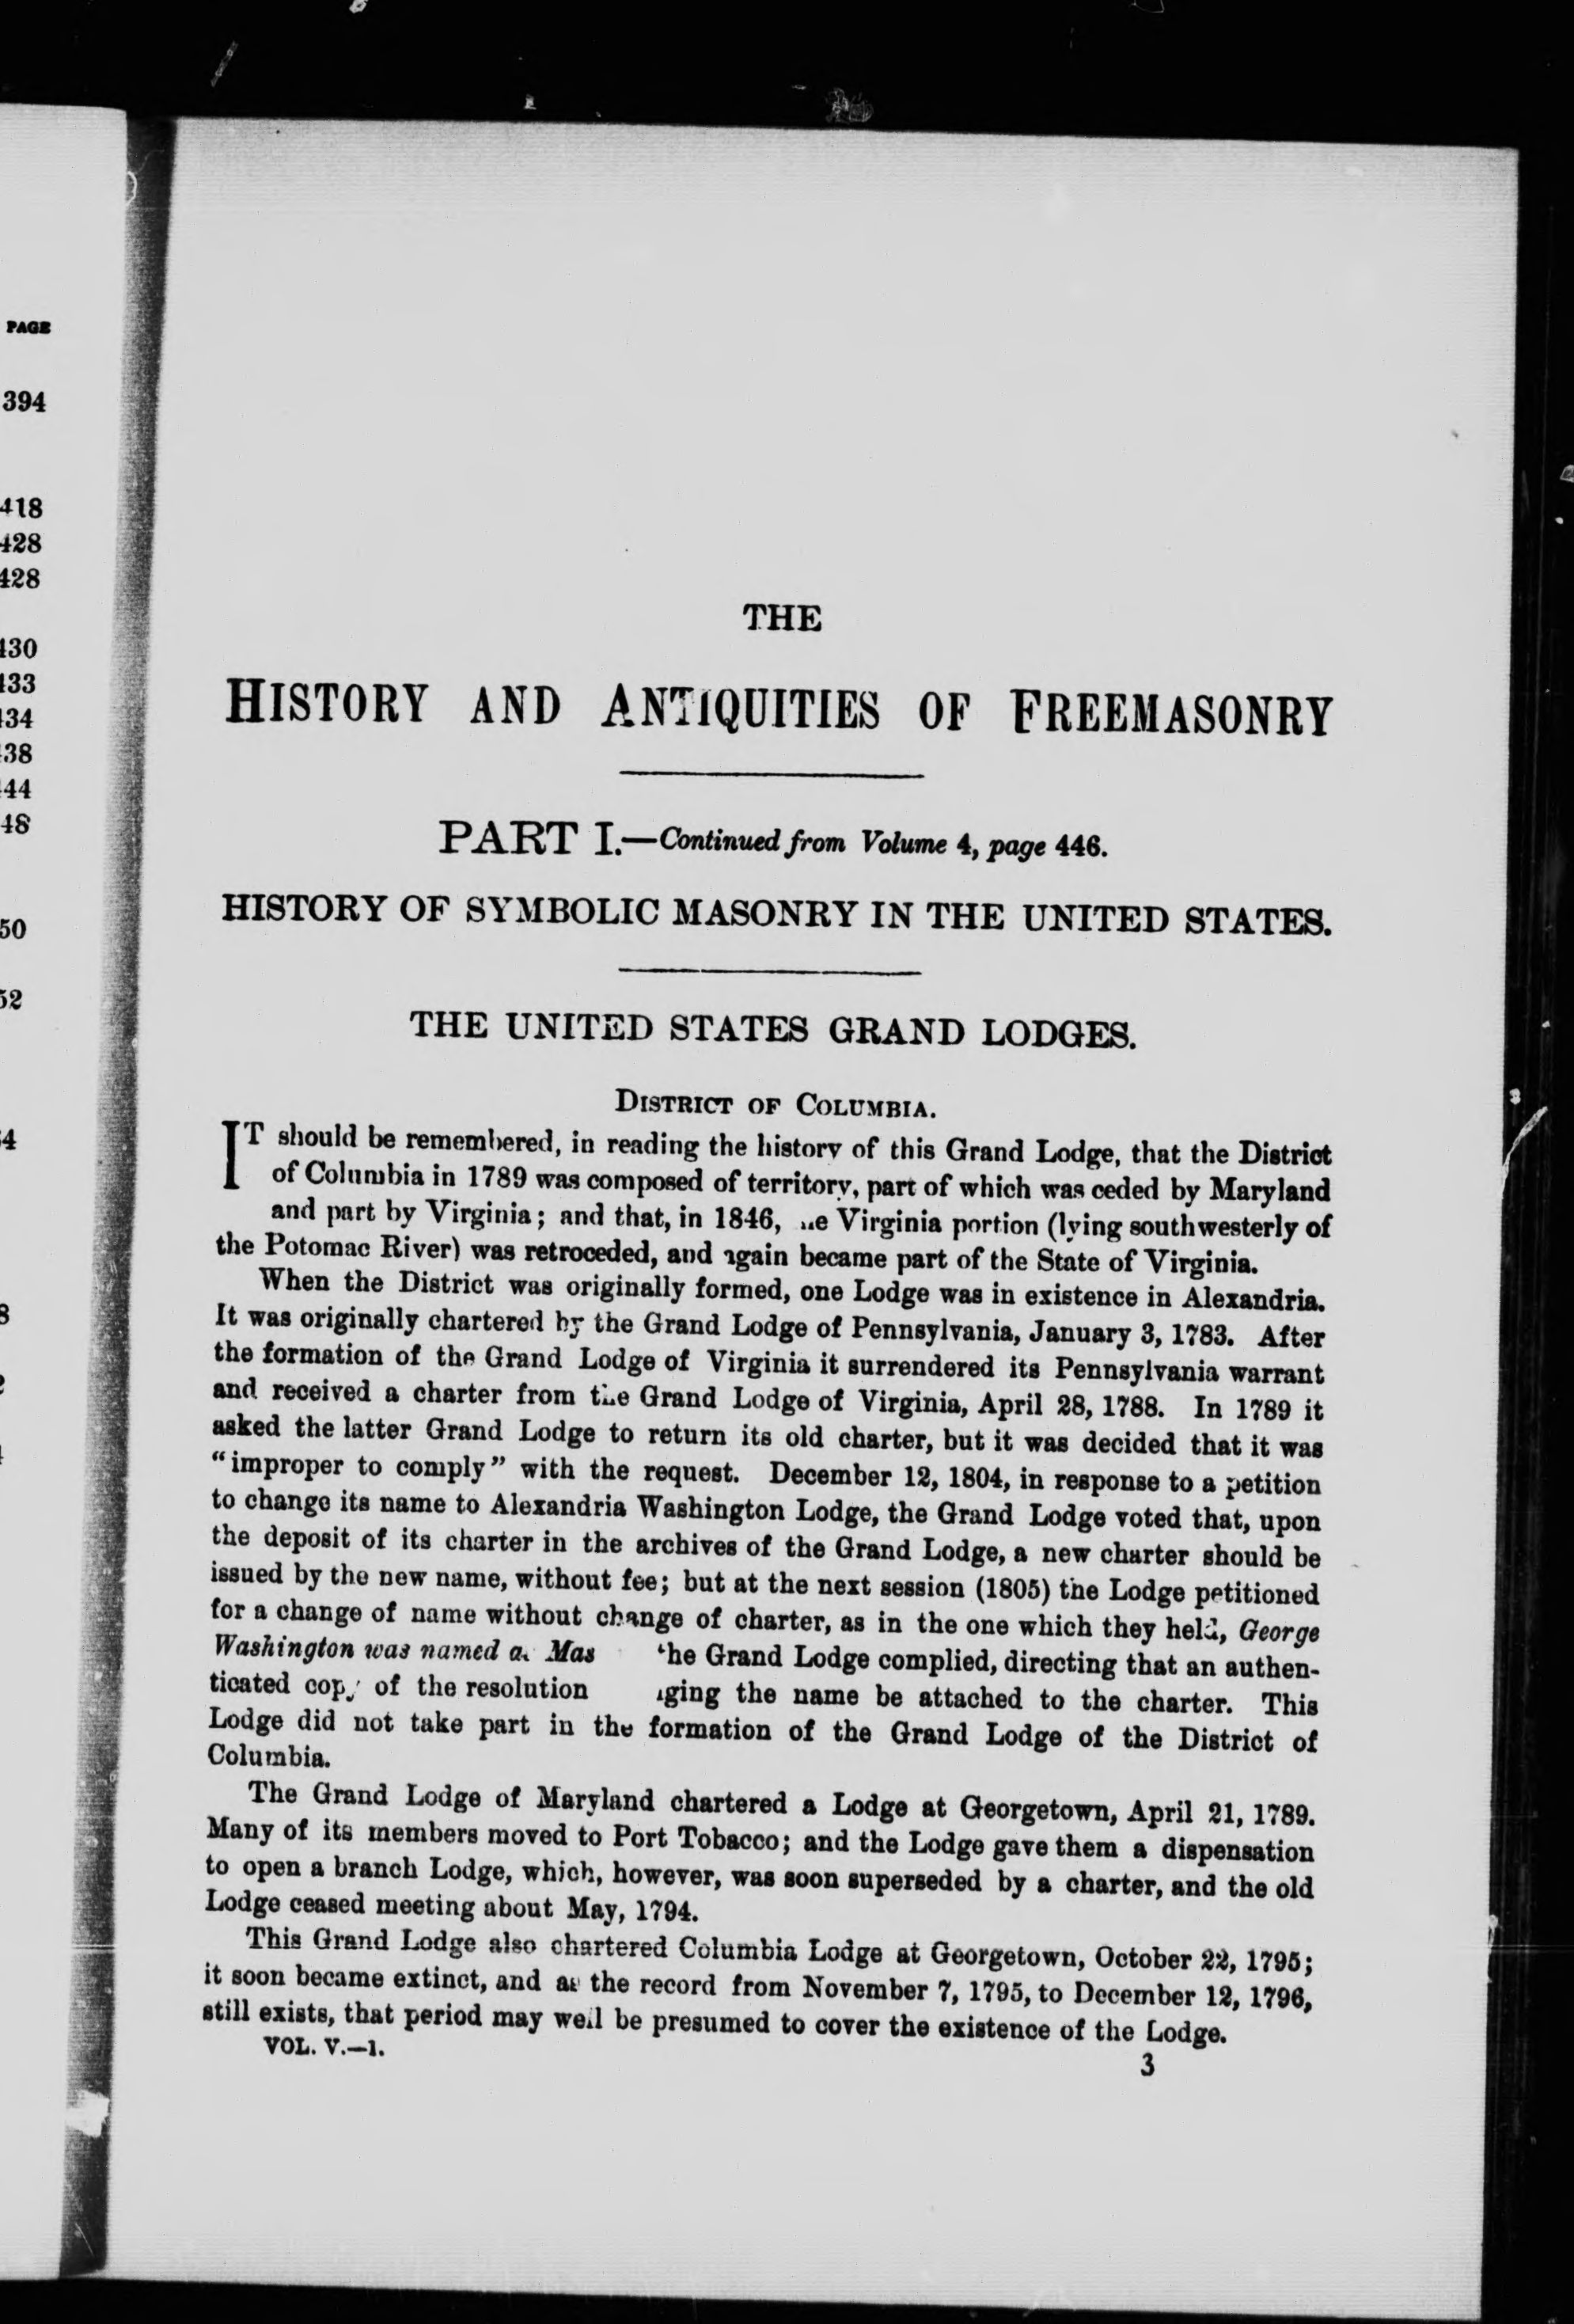 PAGE
394
418
428
428
430
433
434
438
444
448
50
52
THE
HISTORY AND ANTIQUITIES OF FREEMASONRY
PART I.—Continued from Volume 4, page 446.
HISTORY OF SYMBOLIC MASONRY IN THE UNITED STATES.
THE UNITED STATES GRAND LODGES.
DISTRICT OF COLUMBIA.
IT should be remembered, in reading the history of this Grand Lodge, that the District
of Columbia in 1789 was composed of territory, part of which was ceded by Maryland
and part by Virginia; and that, in 1846, Virginia portion (lying southwesterly of
the Potomac River) was retroceded, and again became part of the State of Virginia.
When the District was originally formed, one Lodge was in existence in Alexandria.
It was originally chartered by the Grand Lodge of Pennsylvania, January 3, 1783. After
the formation of the Grand Lodge of Virginia it surrendered its Pennsylvania warrant
and received a charter from the Grand Lodge of Virginia, April 28, 1788. In 1789 it
asked the latter Grand Lodge to return its old charter, but it was decided that it was
"improper to comply" with the request. December 12, 1804, in response to a petition
to change its name to Alexandria Washington Lodge, the Grand Lodge voted that, upon
the deposit of its charter in the archives of the Grand Lodge, a new charter should be
issued by the new name, without fee; but at the next session (1805) the Lodge petitioned
for a change of name without change of charter, as in the one which they held, George
Washington was named he Grand Lodge complied, directing that an authen-
ticated copy of the resolution ging the name be attached to the charter. This
Lodge did not take part in the formation of the Grand Lodge of the District of
Columbia.
The Grand Lodge of Maryland chartered a Lodge at Georgetown, April 21, 1789.
Many of its members moved to Port Tobacco; and the Lodge gave them a dispensation
to open a branch Lodge, which, however, was soon superseded by a charter, and the old
Lodge ceased meeting about May, 1794.
This Grand Lodge also chartered Columbia Lodge at Georgetown, October 22, 1795;
it soon became extinct, and as the record from November 7, 1795, to December 12, 1796,
still exists, that period may well be presumed to cover the existence of the Lodge.
VOL. V.—1.
3